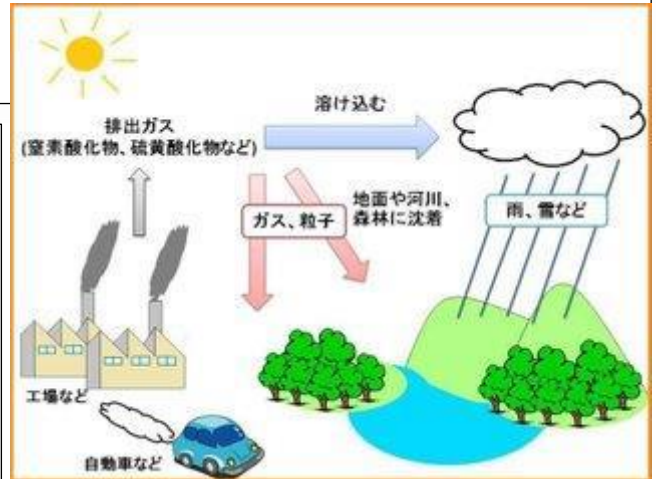 排出ガス
(窒素酸化物、硫黄酸化物など)
溶け込む
ガス、粒子
地面や河川、
森林に沈着
雨、雪など
工場など
自動車など